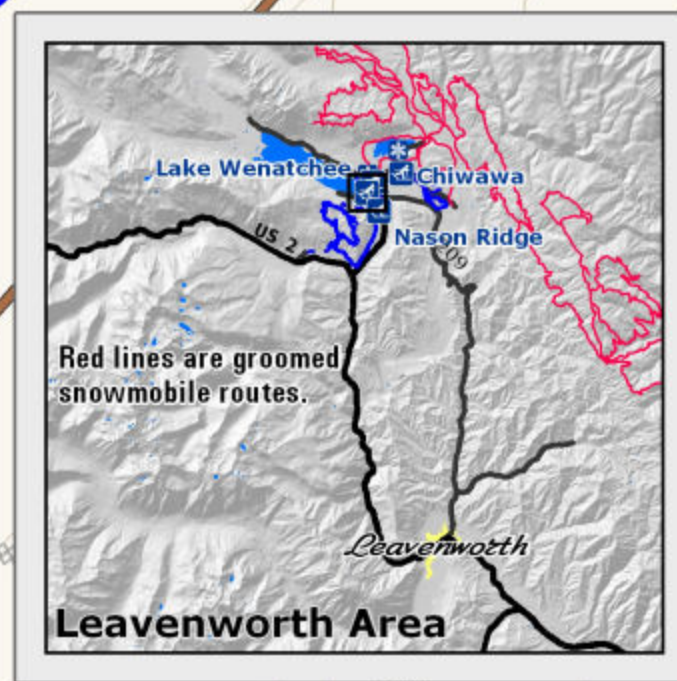 Lake Wenatchee
Chiwawa
US 2
Nason Ridge
209
Red lines are groomed
snowmobile routes.
Leavenworth
Leavenworth Area